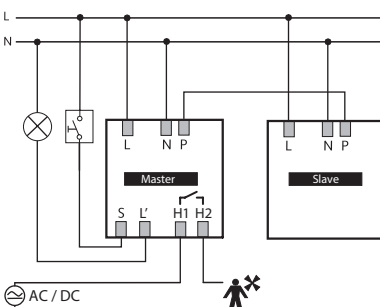 L
N
L N P
L N P
Master
Slave
S L' H1 H2
AC / DC